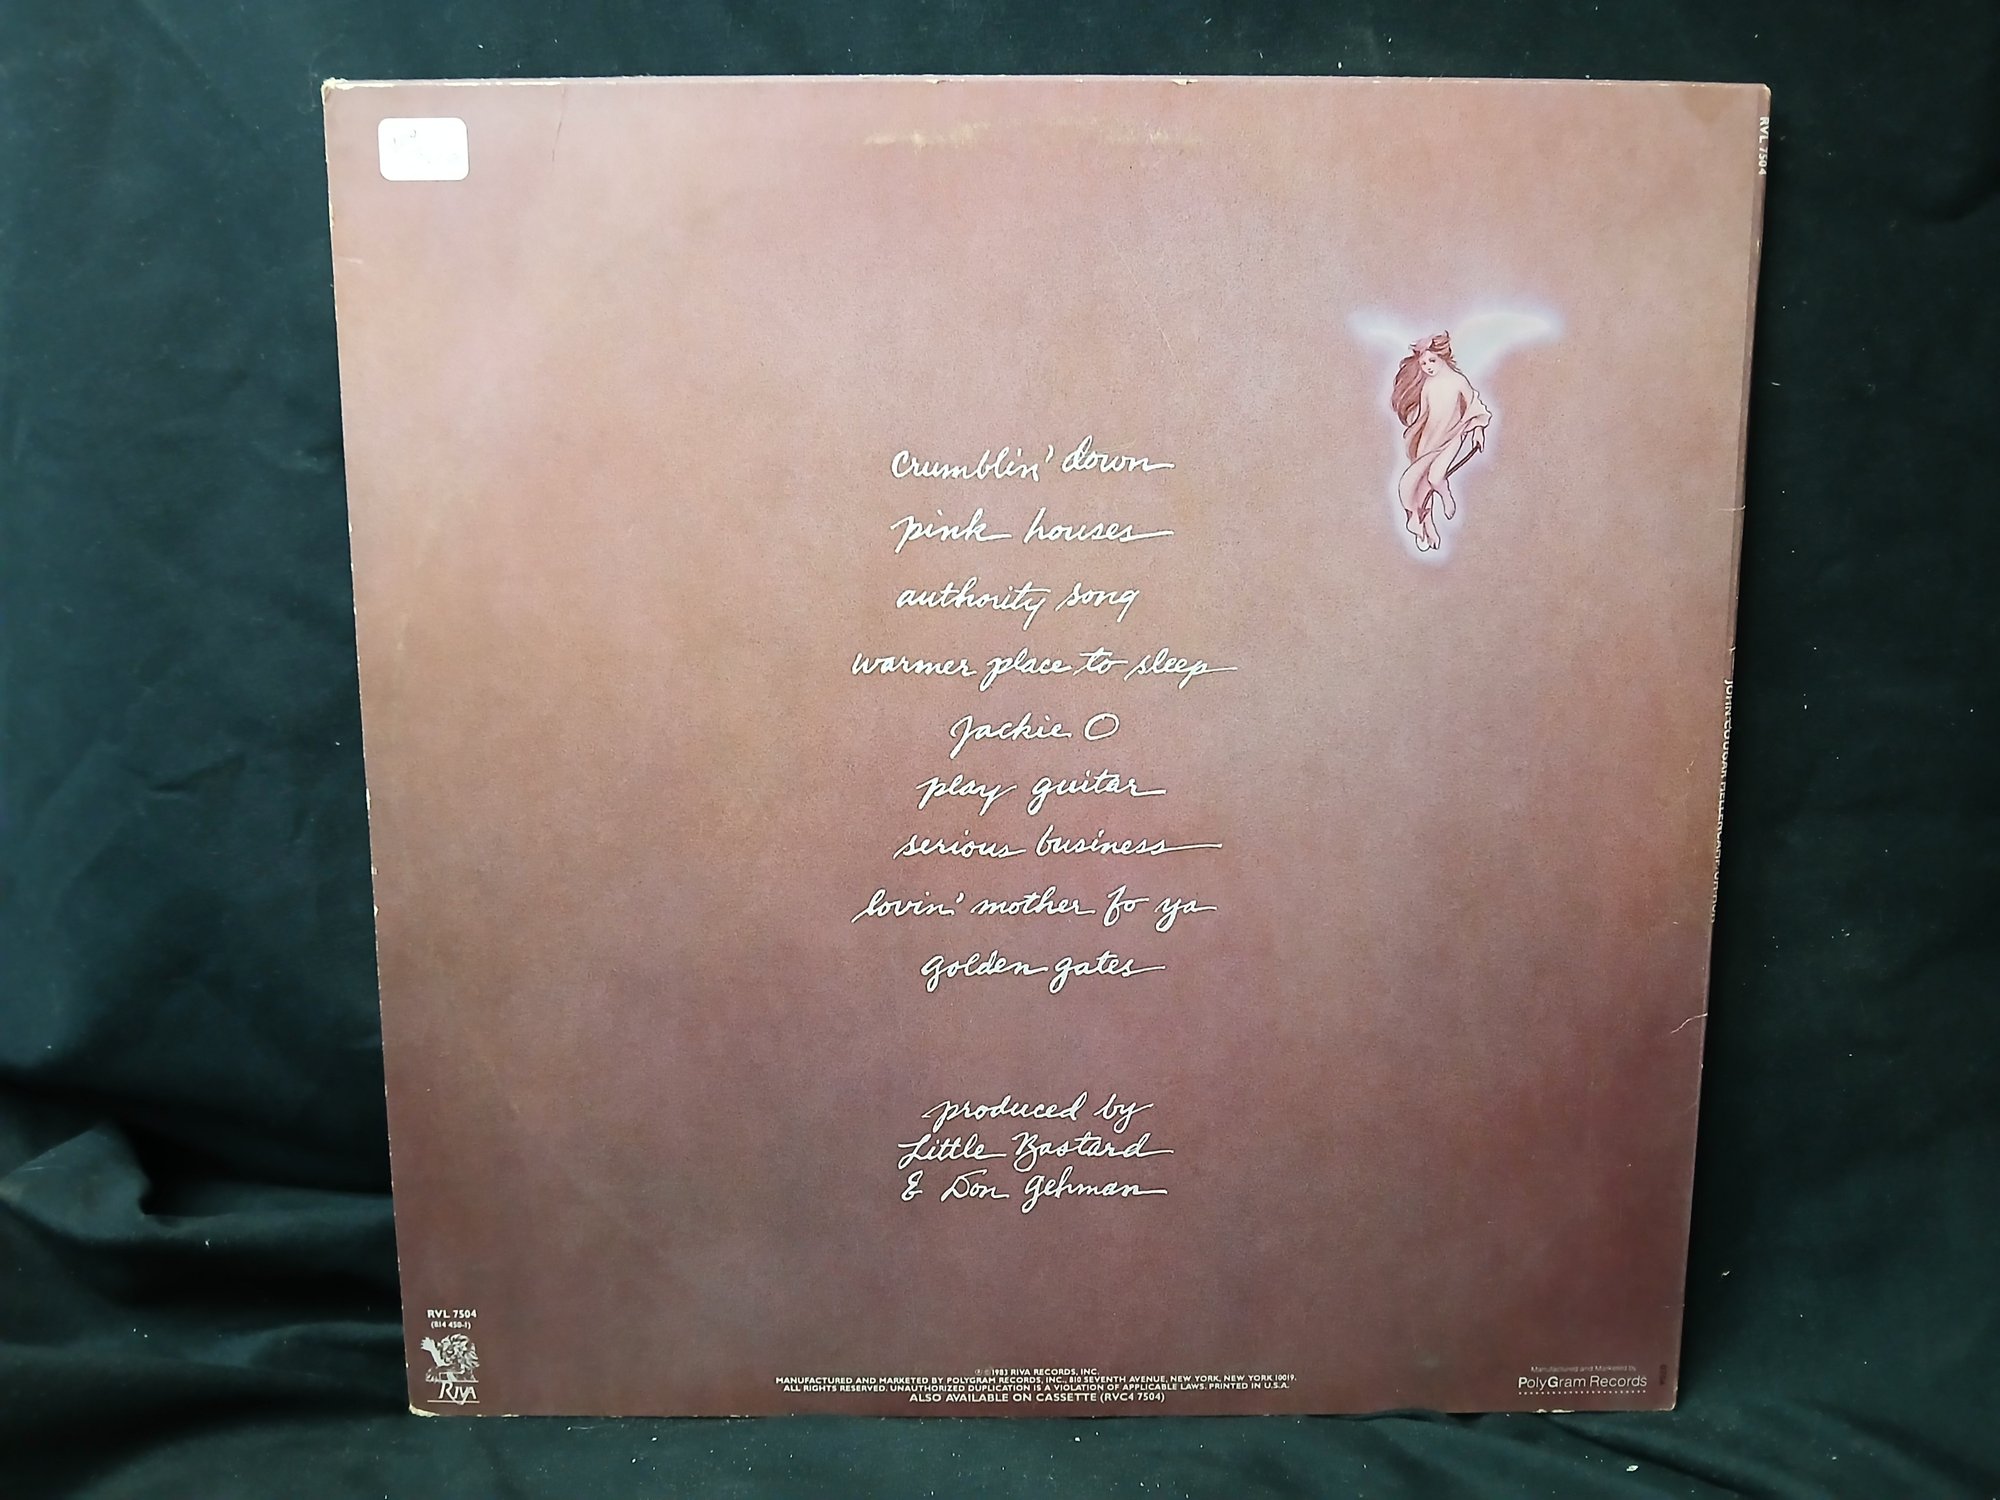 RVL 7504
crumblin' down
pink houses
authority song
warmer place to sleep
Jackie O
play guitar
serious business
lovin' mother fo ya
golden gates
produced by
Little Bastard
& Don Gehman
RVL 7504
(814 450-1)
RIVA
℗ ©1983 RIVA RECORDS, INC.
MANUFACTURED AND MARKETED BY POLYGRAM RECORDS, INC., 810 SEVENTH AVENUE, NEW YORK, NEW YORK 10019.
ALL RIGHTS RESERVED. UNAUTHORIZED DUPLICATION IS A VIOLATION OF APPLICABLE LAWS. PRINTED IN U.S.A.
ALSO AVAILABLE ON CASSETTE (RVC4 7504)
Manufactured and Marketed by
PolyGram Records